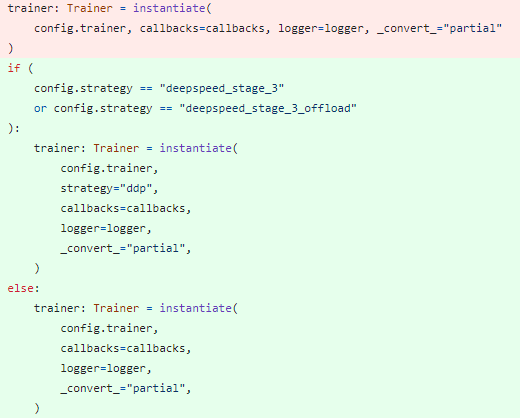 trainer: Trainer = instantiate(
    config.trainer, callbacks=callbacks, logger=logger, _convert_="partial"
)
if (
    config.strategy == "deepspeed_stage_3"
    or config.strategy == "deepspeed_stage_3_offload"
):
    trainer: Trainer = instantiate(
        config.trainer,
        strategy="ddp",
        callbacks=callbacks,
        logger=logger,
        _convert_="partial",
    )
else:
    trainer: Trainer = instantiate(
        config.trainer,
        callbacks=callbacks,
        logger=logger,
        _convert_="partial",
    )